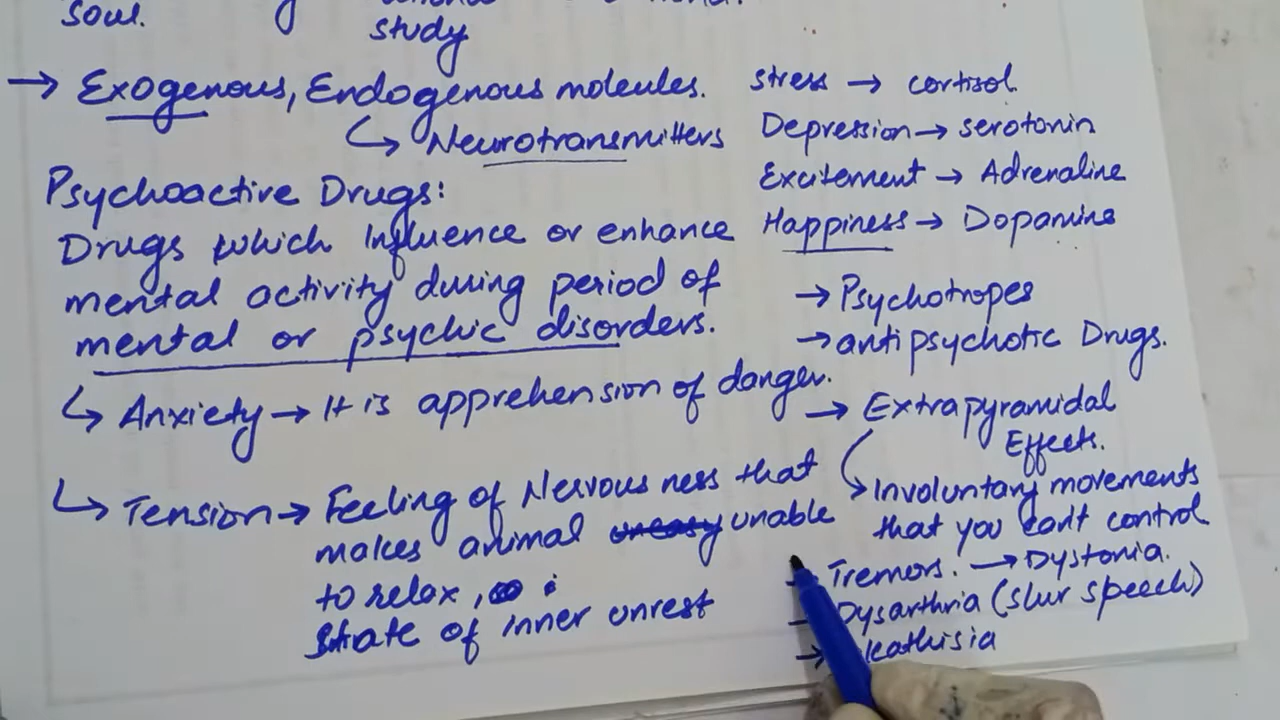 soul.
study
→ Exogenous, Endogenous molecules.
↳ Neurotransmitters
Psychoactive Drugs:
Drugs which influence or enhance
mental activity during period of
mental or psychic disorders.
↳ Anxiety → It is apprehension of danger.
↳ Tension → Feeling of Nervousness that
makes animal uneasy unable
to relax,
State of inner unrest
stress → cortisol
Depression → serotonin
Excitement → Adrenaline
Happiness → Dopamine
→ Psychotropes
→ antipsychotic Drugs.
→ Extrapyramidal
Effects.
↳ Involuntary movements
that you can't control
→ Tremors. → Dystonia.
Dysarthria (slur speech)
→ kathisia